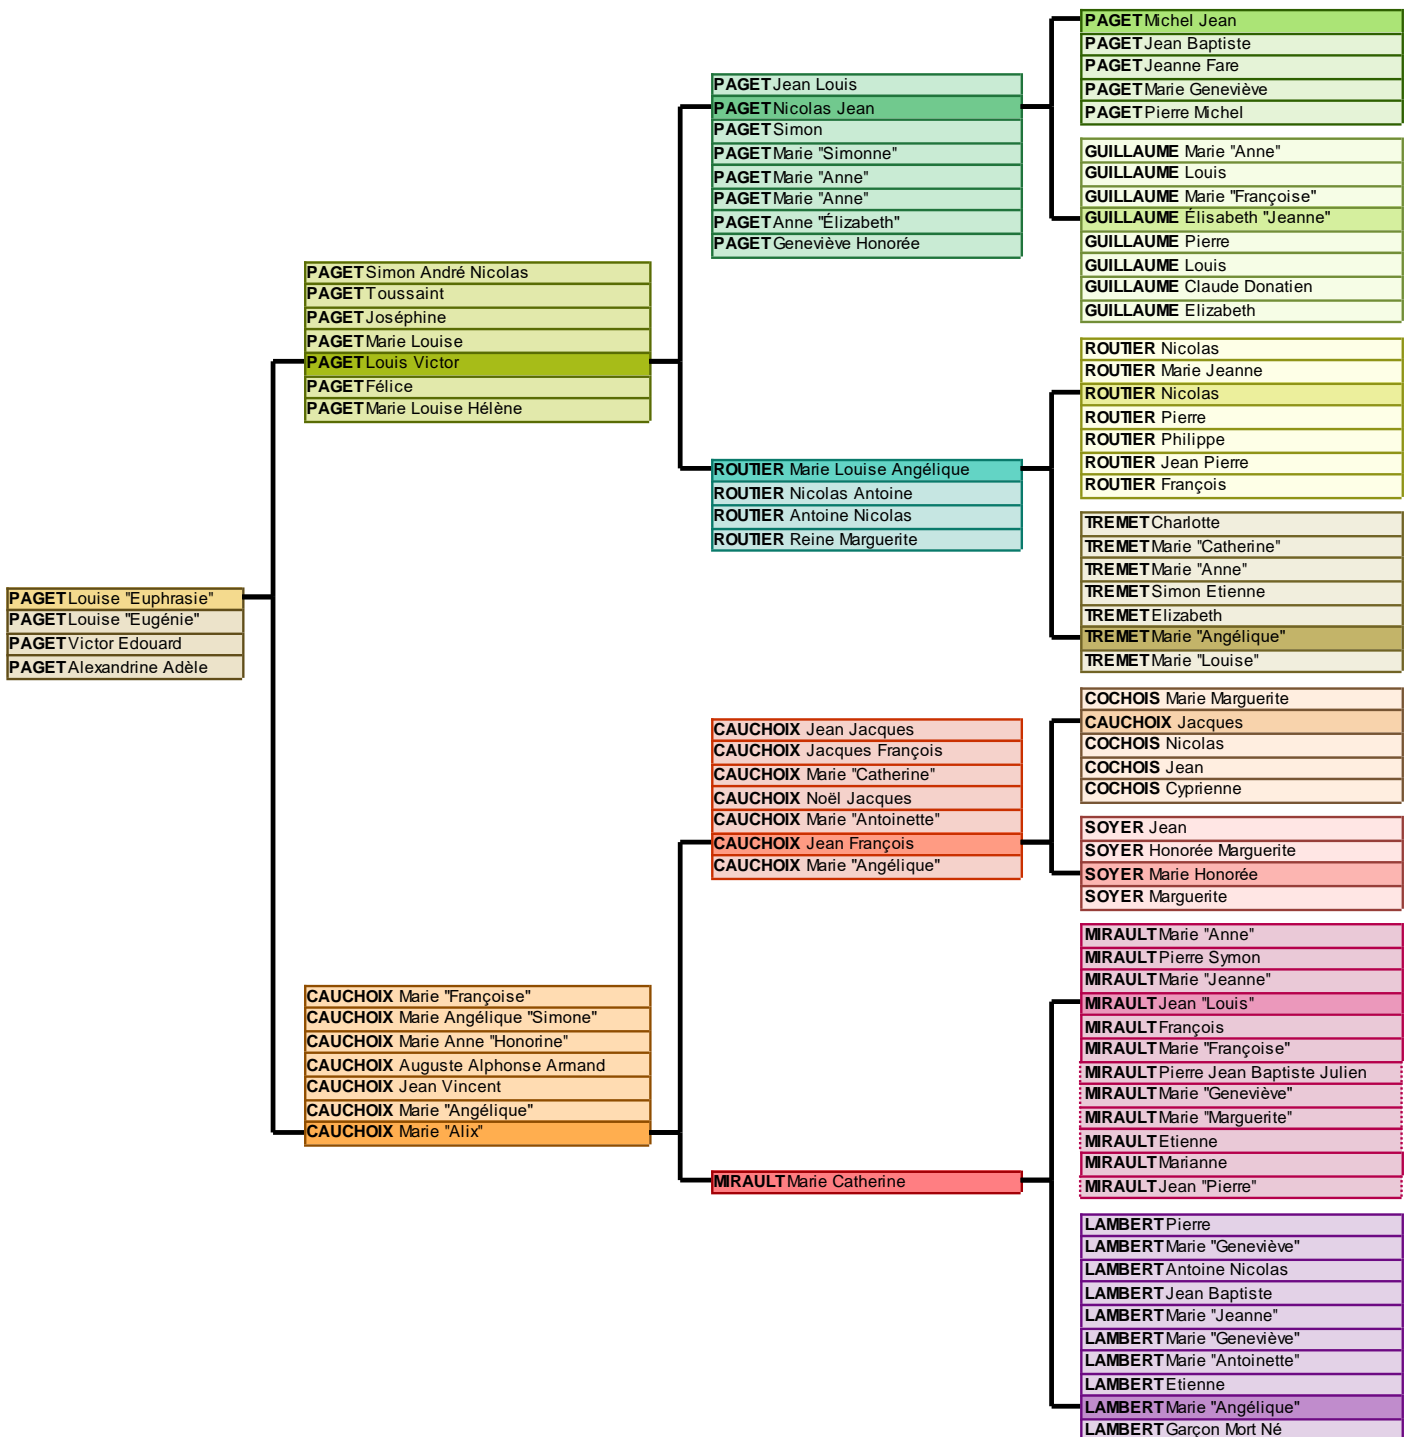 PAGET Louise "Euphrasie"
PAGET Louise "Eugénie"
PAGET Victor Edouard
PAGET Alexandrine Adèle
PAGET Simon André Nicolas
PAGET Toussaint
PAGET Joséphine
PAGET Marie Louise
PAGET Louis Victor
PAGET Félice
PAGET Marie Louise Hélène
CAUCHOIX Marie "Françoise"
CAUCHOIX Marie Angélique "Simone"
CAUCHOIX Marie Anne "Honorine"
CAUCHOIX Auguste Alphonse Armand
CAUCHOIX Jean Vincent
CAUCHOIX Marie "Angélique"
CAUCHOIX Marie "Alix"
PAGET Jean Louis
PAGET Nicolas Jean
PAGET Simon
PAGET Marie "Simonne"
PAGET Marie "Anne"
PAGET Marie "Anne"
PAGET Anne "Élizabeth"
PAGET Geneviève Honorée
ROUTIER Marie Louise Angélique
ROUTIER Nicolas Antoine
ROUTIER Antoine Nicolas
ROUTIER Reine Marguerite
CAUCHOIX Jean Jacques
CAUCHOIX Jacques François
CAUCHOIX Marie "Catherine"
CAUCHOIX Noël Jacques
CAUCHOIX Marie "Antoinette"
CAUCHOIX Jean François
CAUCHOIX Marie "Angélique"
MIRAULT Marie Catherine
PAGET Michel Jean
PAGET Jean Baptiste
PAGET Jeanne Fare
PAGET Marie Geneviève
PAGET Pierre Michel
GUILLAUME Marie "Anne"
GUILLAUME Louis
GUILLAUME Marie "Françoise"
GUILLAUME Élisabeth "Jeanne"
GUILLAUME Pierre
GUILLAUME Louis
GUILLAUME Claude Donatien
GUILLAUME Elizabeth
ROUTIER Nicolas
ROUTIER Marie Jeanne
ROUTIER Nicolas
ROUTIER Pierre
ROUTIER Philippe
ROUTIER Jean Pierre
ROUTIER François
TREMET Charlotte
TREMET Marie "Catherine"
TREMET Marie "Anne"
TREMET Simon Etienne
TREMET Elizabeth
TREMET Marie "Angélique"
TREMET Marie "Louise"
COCHOIS Marie Marguerite
CAUCHOIX Jacques
COCHOIS Nicolas
COCHOIS Jean
COCHOIS Cyprienne
SOYER Jean
SOYER Honorée Marguerite
SOYER Marie Honorée
SOYER Marguerite
MIRAULT Marie "Anne"
MIRAULT Pierre Symon
MIRAULT Marie "Jeanne"
MIRAULT Jean "Louis"
MIRAULT François
MIRAULT Marie "Françoise"
MIRAULT Pierre Jean Baptiste Julien
MIRAULT Marie "Geneviève"
MIRAULT Marie "Marguerite"
MIRAULT Etienne
MIRAULT Marianne
MIRAULT Jean "Pierre"
LAMBERT Pierre
LAMBERT Marie "Geneviève"
LAMBERT Antoine Nicolas
LAMBERT Jean Baptiste
LAMBERT Marie "Jeanne"
LAMBERT Marie "Geneviève"
LAMBERT Marie "Antoinette"
LAMBERT Etienne
LAMBERT Marie "Angélique"
LAMBERT Garçon Mort Né